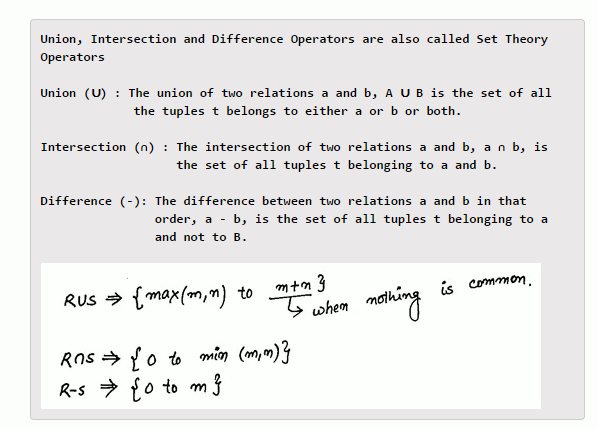 Union, Intersection and Difference Operators are also called Set Theory
Operators
Union (U) : The union of two relations a and b, A U B is the set of all
the tuples t belongs to either a or b or both.
Intersection (∩) : The intersection of two relations a and b, a ∩ b, is
the set of all tuples t belonging to a and b.
Difference (-): The difference between two relations a and b in that
order, a - b, is the set of all tuples t belonging to a
and not to B.
RUS ⇒ {max(m,n) to m+n}
↳ when nothing is common.
R∩S ⇒ {0 to min (m,n)}
R-S ⇒ {0 to m}